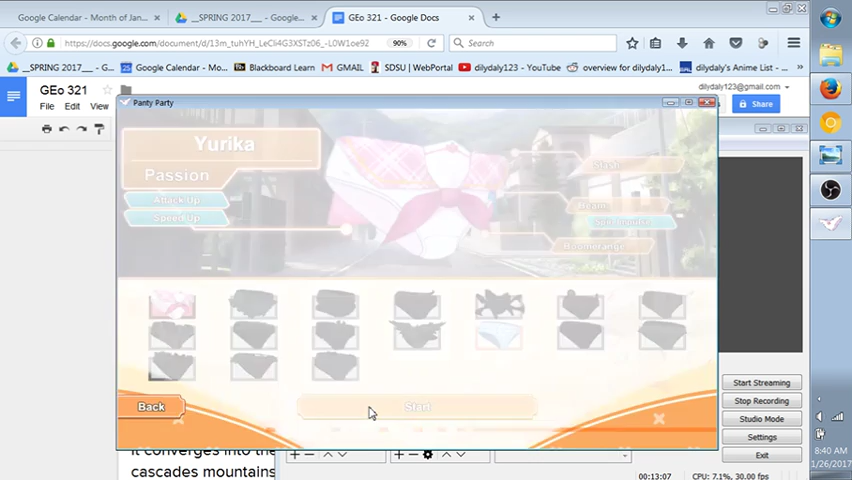 Google Calendar - Month of Jan
__SPRING 2017___ - Google...
GEo 321 - Google Docs
https://docs.google.com/document/d/13m_tuhYH_LeCli4G3XSTz06_-L0W1oe92
90%
Search
__SPRING 2017___ - G...
Google Calendar - Mo...
Blackboard Learn
GMAIL
SDSU | WebPortal
dilydaly123 - YouTube
overview for dilydaly1...
dilydaly's Anime List...
GEo 321
dilydaly123@gmail.com
File Edit View
Share
Panty Party
Yurika
Passion
Attack Up
Speed Up
Slash
Beam
Boomerange
Back
Start
Start Streaming
Stop Recording
Studio Mode
Settings
Exit
It converges into the
cascades mountains
00:13:07
CPU: 7.1%, 30.00 fps
8:40 AM
1/26/2017